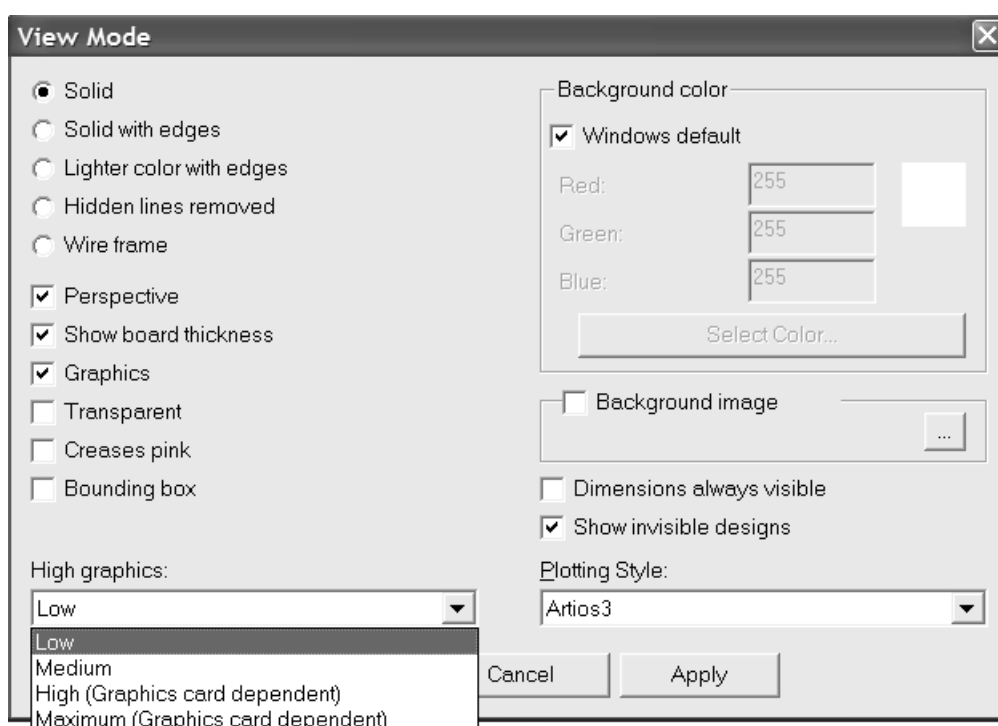 View Mode
Solid
Solid with edges
Lighter color with edges
Hidden lines removed
Wire frame
Perspective
Show board thickness
Graphics
Transparent
Creases pink
Bounding box
High graphics:
Low
Low
Medium
High (Graphics card dependent)
Maximum (Graphics card dependent)
Background color
Windows default
Red: 255
Green: 255
Blue: 255
Select Color...
Background image
...
Dimensions always visible
Show invisible designs
Plotting Style:
Artios3
Cancel
Apply